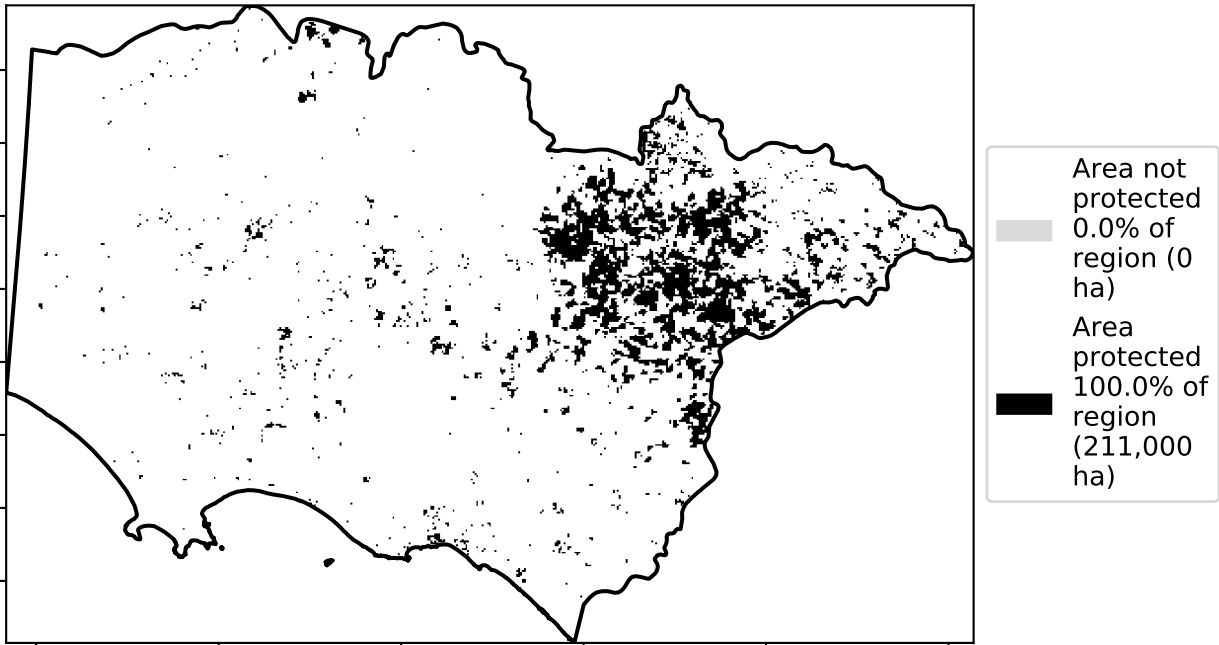 Area not
protected
0.0% of
region (0
ha)
Area
protected
100.0% of
region
(211,000
ha)